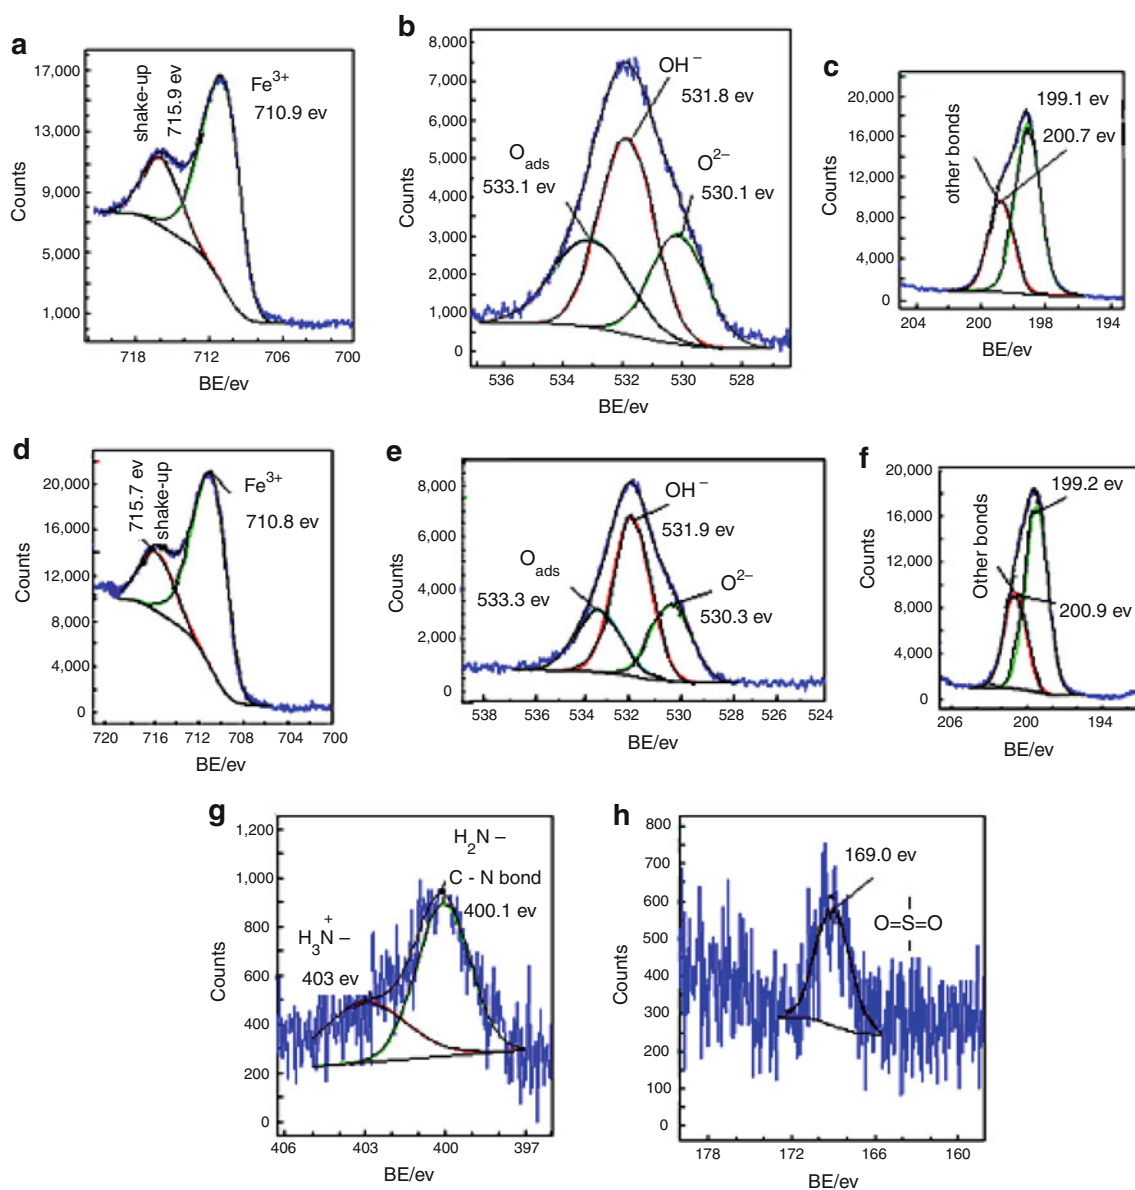 a
17,000
13,000
9,000
5,000
1,000
shake-up
715.9 ev
Fe3+
710.9 ev
718
712
706
700
Counts
BE/ev
b
8,000
7,000
6,000
5,000
4,000
3,000
2,000
1,000
0
OH−
531.8 ev
Oads
533.1 ev
O2−
530.1 ev
536
534
532
530
528
Counts
BE/ev
c
20,000
16,000
12,000
8,000
4,000
0
other bonds
199.1 ev
200.7 ev
204
200
198
194
Counts
BE/ev
d
20,000
16,000
12,000
8,000
4,000
0
715.7 ev
shake-up
Fe3+
710.8 ev
720
716
712
708
704
700
Counts
BE/ev
e
8,000
6,000
4,000
2,000
0
OH−
531.9 ev
Oads
533.3 ev
O2−
530.3 ev
538
536
534
532
530
528
526
524
Counts
BE/ev
f
20,000
16,000
12,000
8,000
4,000
0
Other bonds
199.2 ev
200.9 ev
206
200
194
Counts
BE/ev
g
1,200
1,000
800
600
400
200
0
H2N –
C - N bond
400.1 ev
+
H3N –
403 ev
406
403
400
397
Counts
BE/ev
h
800
700
600
500
400
300
200
100
0
169.0 ev
O=S=O
178
172
166
160
Counts
BE/ev